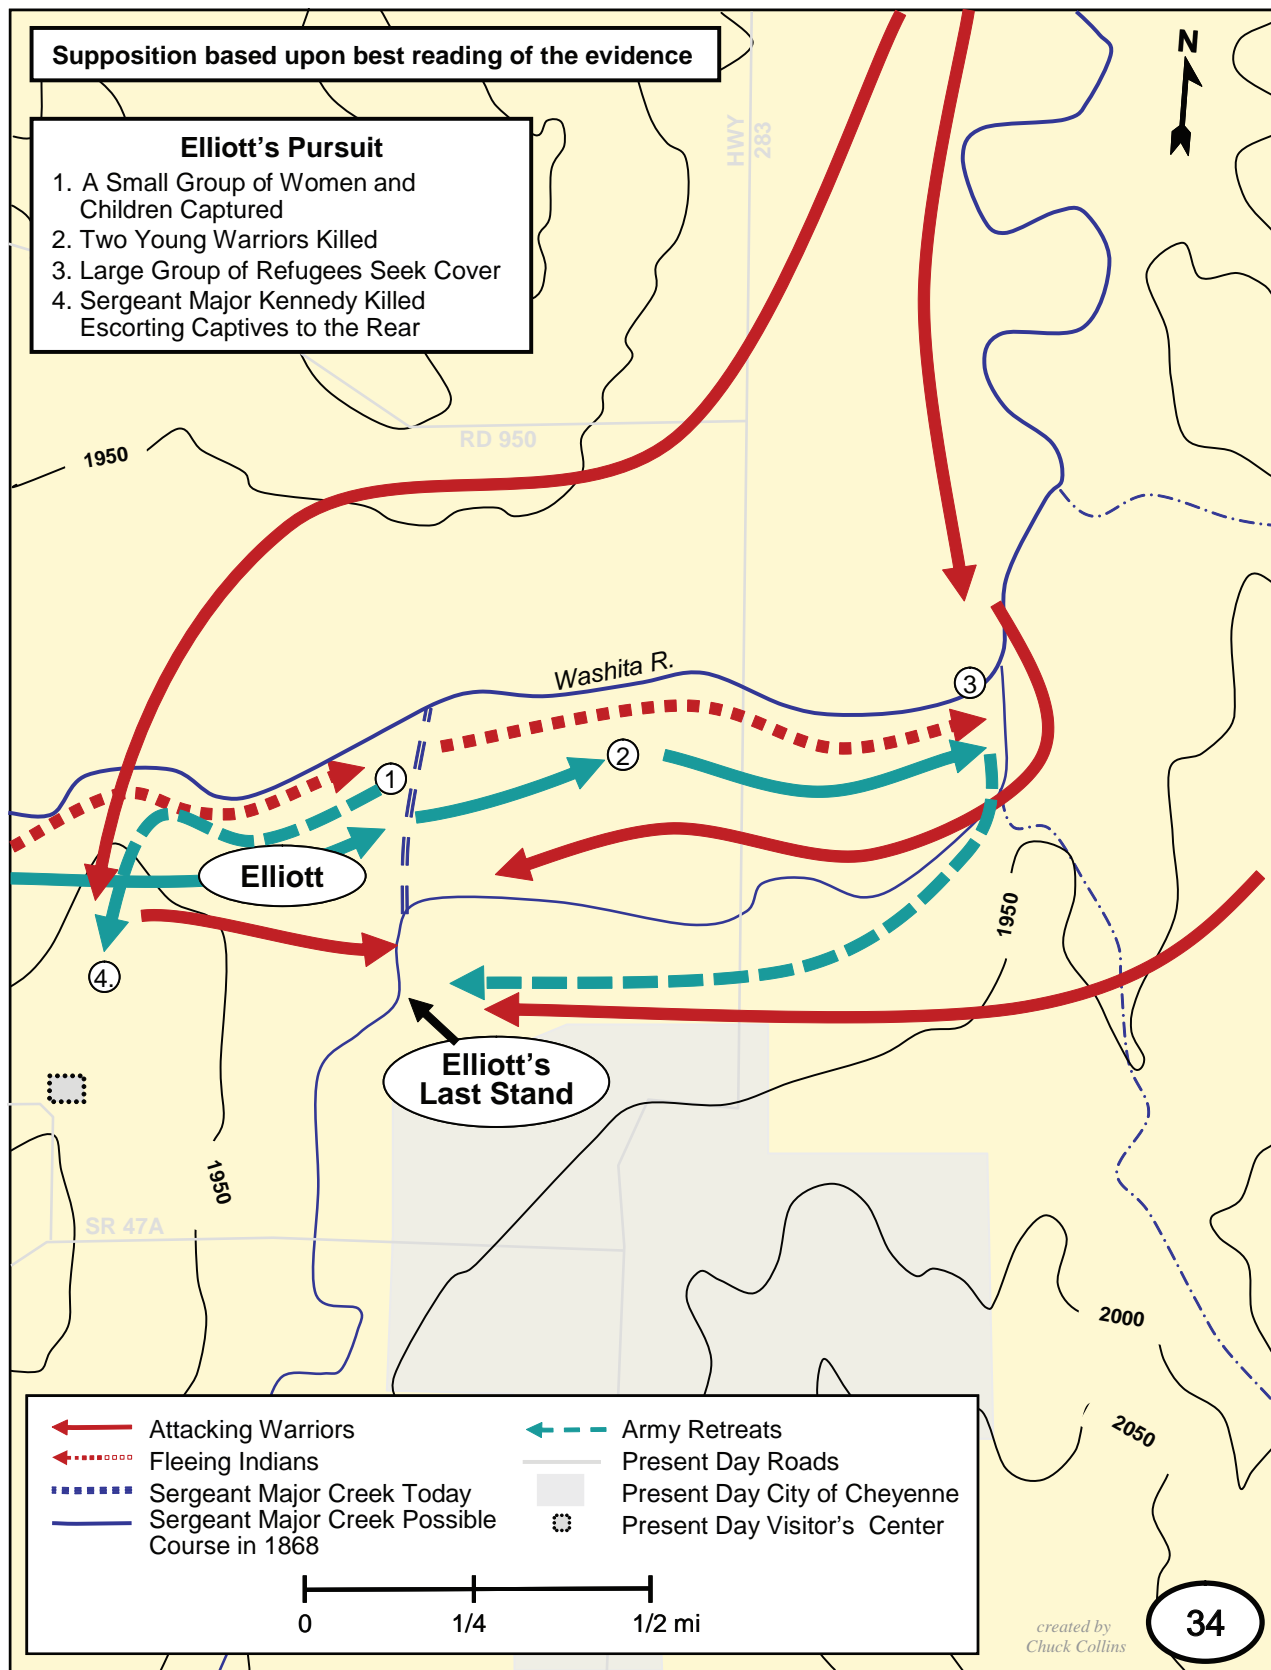 Supposition based upon best reading of the evidence
N
Elliott's Pursuit
1. A Small Group of Women and
Children Captured
2. Two Young Warriors Killed
3. Large Group of Refugees Seek Cover
4. Sergeant Major Kennedy Killed
Escorting Captives to the Rear
HWY
283
RD 950
1950
Washita R.
3
2
1
Elliott
1950
4.
Elliott's
Last Stand
1950
SR 47A
2000
2050
Attacking Warriors
Fleeing Indians
Sergeant Major Creek Today
Sergeant Major Creek Possible
Course in 1868
Army Retreats
Present Day Roads
Present Day City of Cheyenne
Present Day Visitor's Center
0
1/4
1/2 mi
created by
Chuck Collins
34